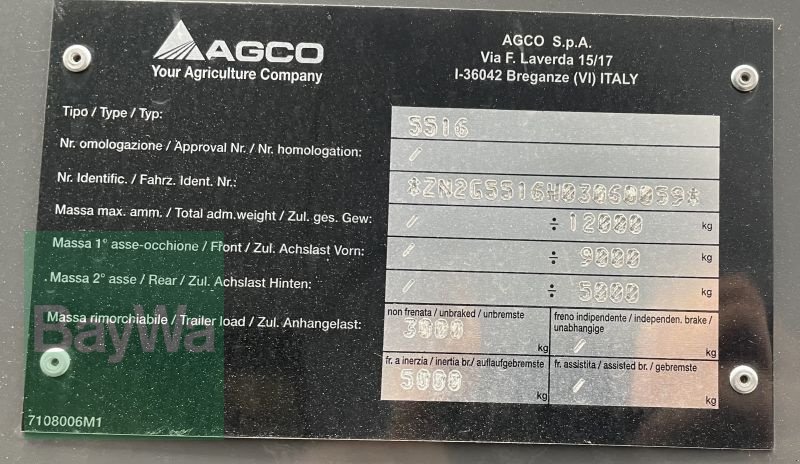 AGCO
Your Agriculture Company
AGCO S.p.A.
Via F. Laverda 15/17
I-36042 Breganze (VI) ITALY
Tipo / Type / Typ: 5516
Nr. omologazione / Approval Nr. / Nr. homologation: /
Nr. Identific. / Fahrz. Ident. Nr.: *ZN2G5516H03060059*
Massa max. amm. / Total adm.weight / Zul. ges. Gew: / ÷ 12000 kg
Massa 1° asse-occhione / Front / Zul. Achslast Vorn: / ÷ 9000 kg
Massa 2° asse / Rear / Zul. Achslast Hinten: / ÷ 5000 kg
Massa rimorchiabile / Trailer load / Zul. Anhangelast:
non frenata / unbraked / unbremste
3000 kg
freno indipendente / independen. brake /
unabhangige
/
fr. a inerzia / inertia br./ auflaufgebremste
5000 kg
fr. assistita / assisted br. / gebremste
/
BayWa
7108006M1